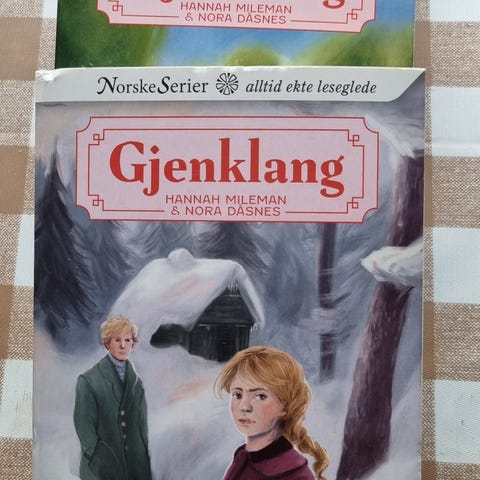 HANNAH MILEMAN
& NORA DÅSNES
NorskeSerier alltid ekte leseglede
Gjenklang
HANNAH MILEMAN
& NORA DÅSNES